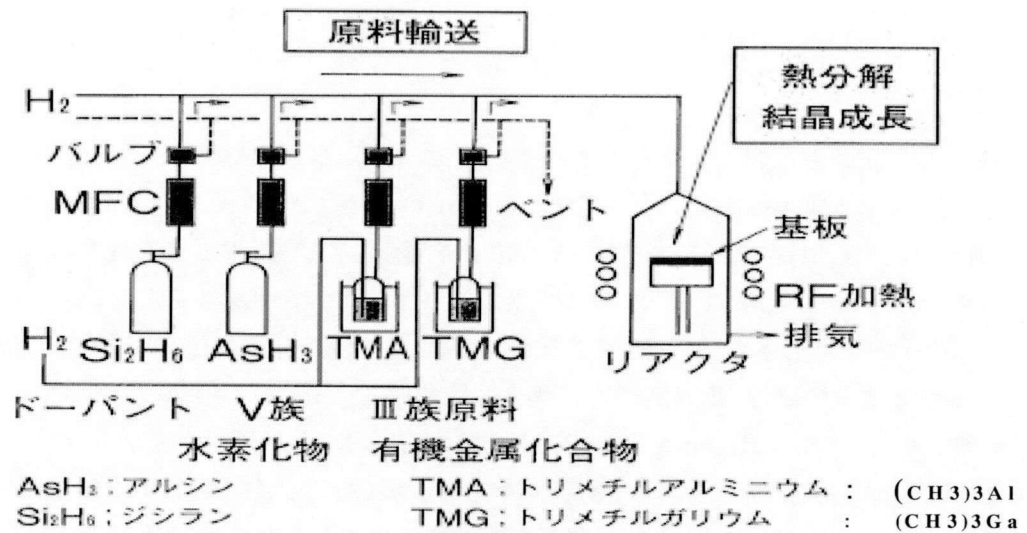 原料輸送
熱分解
結晶成長
H₂
バルブ
MFC
ベント
基板
RF加熱
排気
リアクタ
H₂
Si₂H₆ AsH₃ TMA TMG
ドーパント V族 Ⅲ族原料
水素化物 有機金属化合物
AsH₃:アルシン TMA:トリメチルアルミニウム : (CH3)3Al
Si₂H₆:ジシラン TMG:トリメチルガリウム : (CH3)3Ga